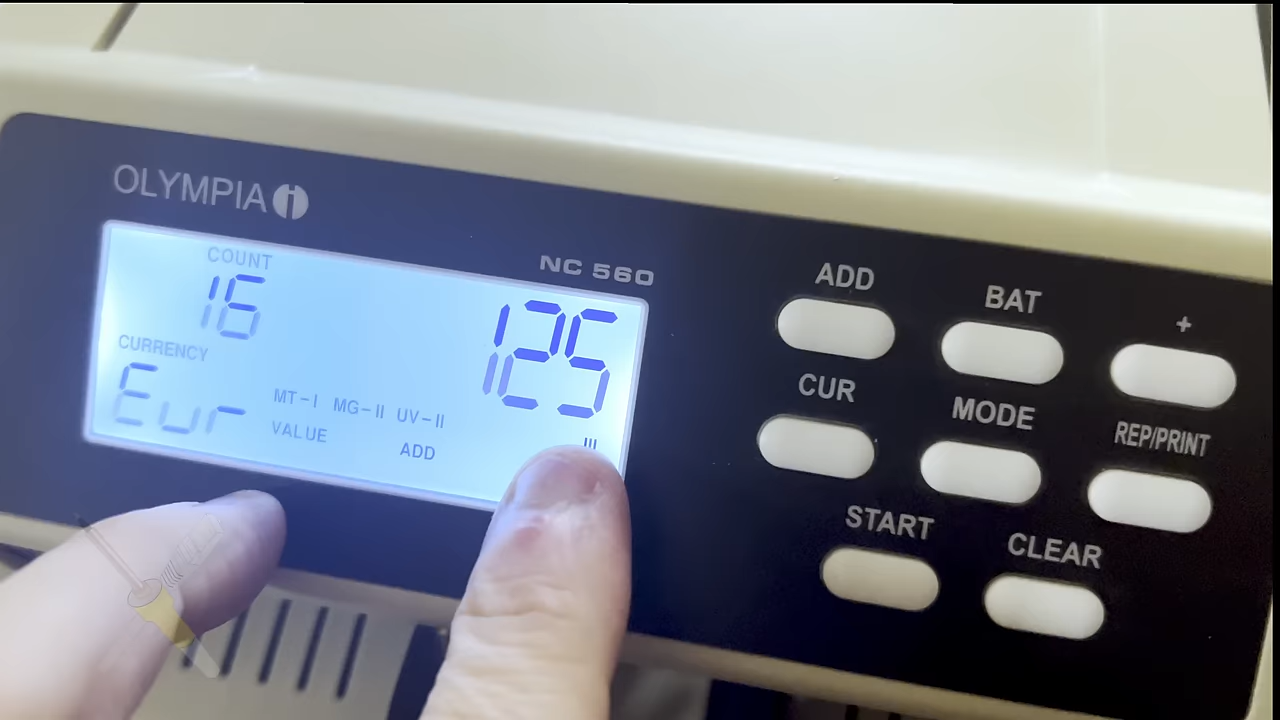 OLYMPIA
NC 560
COUNT
16
125
CURRENCY
Eur
MT-I MG-II UV-II
VALUE
ADD
ADD
BAT
+
CUR
MODE
REP/PRINT
START
CLEAR